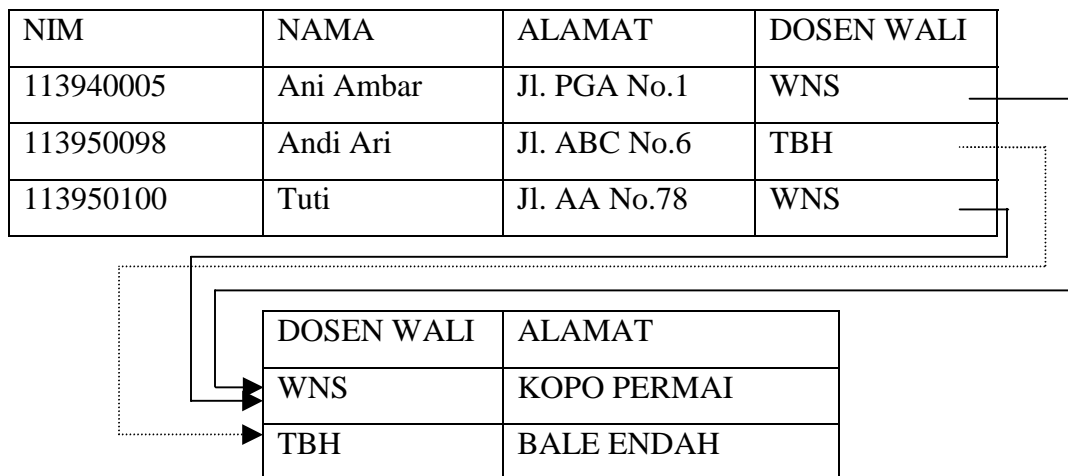 NIM NAMA ALAMAT DOSEN WALI
113940005 Ani Ambar Jl. PGA No.1 WNS
113950098 Andi Ari Jl. ABC No.6 TBH
113950100 Tuti Jl. AA No.78 WNS
DOSEN WALI ALAMAT
WNS KOPO PERMAI
TBH BALE ENDAH